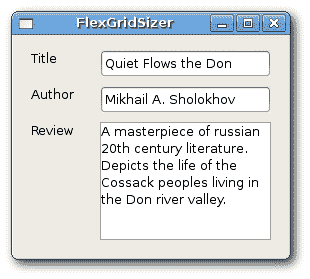 FlexGridSizer
Title
Quiet Flows the Don
Author
Mikhail A. Sholokhov
Review
A masterpiece of russian
20th century literature.
Depicts the life of the
Cossack peoples living in
the Don river valley.